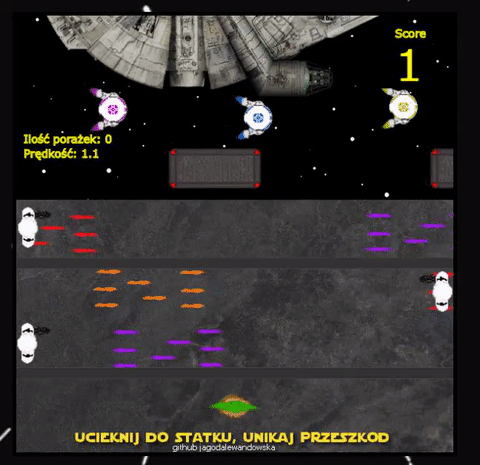 Score
1
Ilość porażek: 0
Prędkość: 1.1
UCIEKNIJ DO STATKU, UNIKAJ PRZESZKOD
github jagodalewandowska